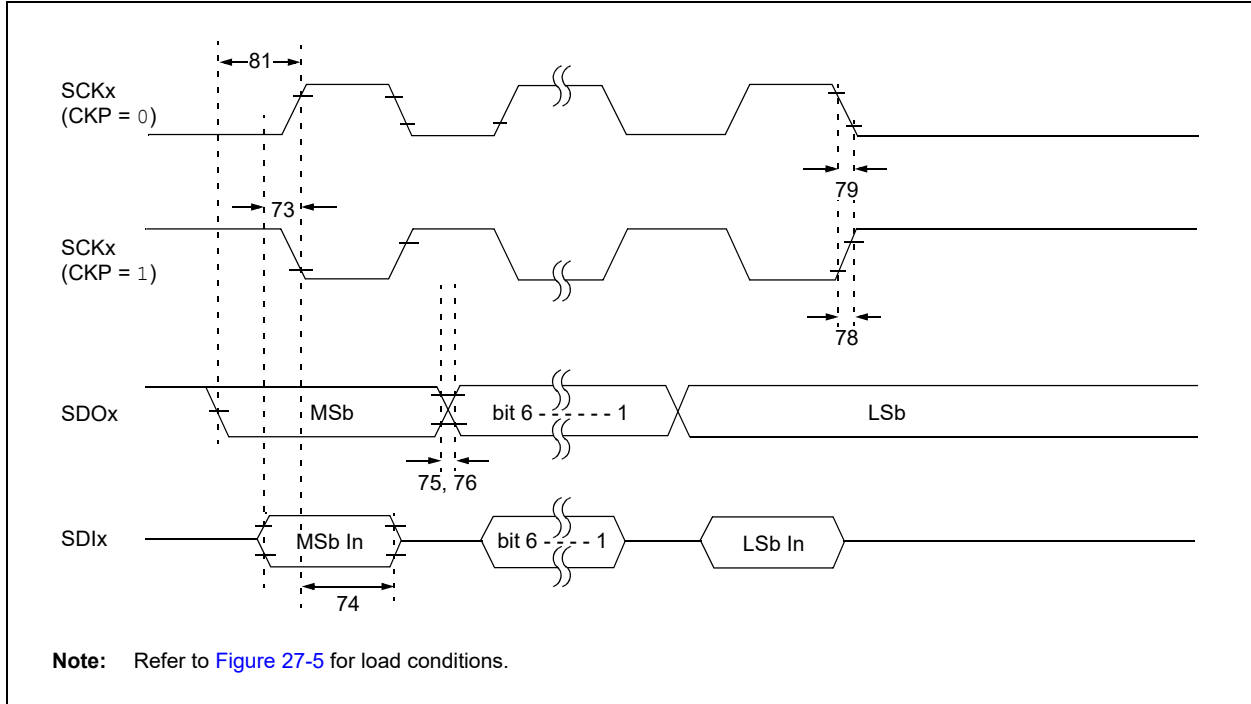 81
SCKx
(CKP = 0)
79
73
SCKx
(CKP = 1)
78
SDOx
MSb
bit 6 - - - - - - 1
LSb
75, 76
SDIx
MSb In
bit 6 - - - - 1
LSb In
74
Note: Refer to Figure 27-5 for load conditions.